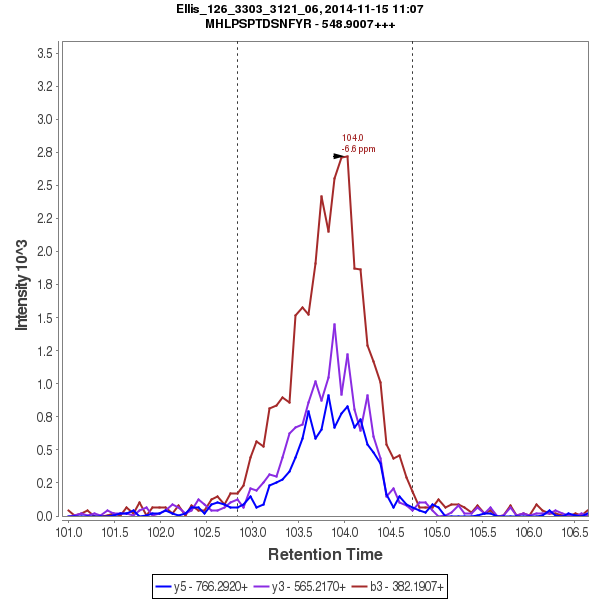 Ellis_126_3303_3121_06, 2014-11-15 11:07
MHLPSPTDSNFYR - 548.9007+++
3.5
3.2
3.0
2.8
2.5
2.2
2.0
1.8
1.5
1.2
1.0
0.8
0.5
0.2
0.0
Intensity 10^3
104.0
-6.6 ppm
101.0 101.5 102.0 102.5 103.0 103.5 104.0 104.5 105.0 105.5 106.0 106.5
Retention Time
y5 - 766.2920+ y3 - 565.2170+ b3 - 382.1907+